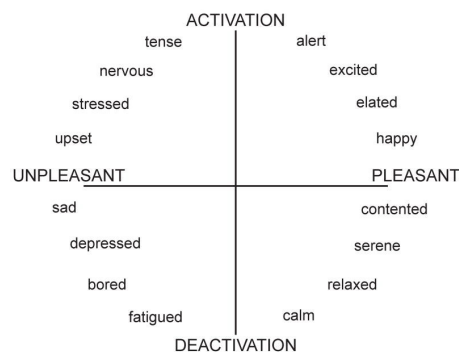 ACTIVATION
tense alert
nervous excited
stressed elated
upset happy
UNPLEASANT PLEASANT
sad contented
depressed serene
bored relaxed
fatigued calm
DEACTIVATION